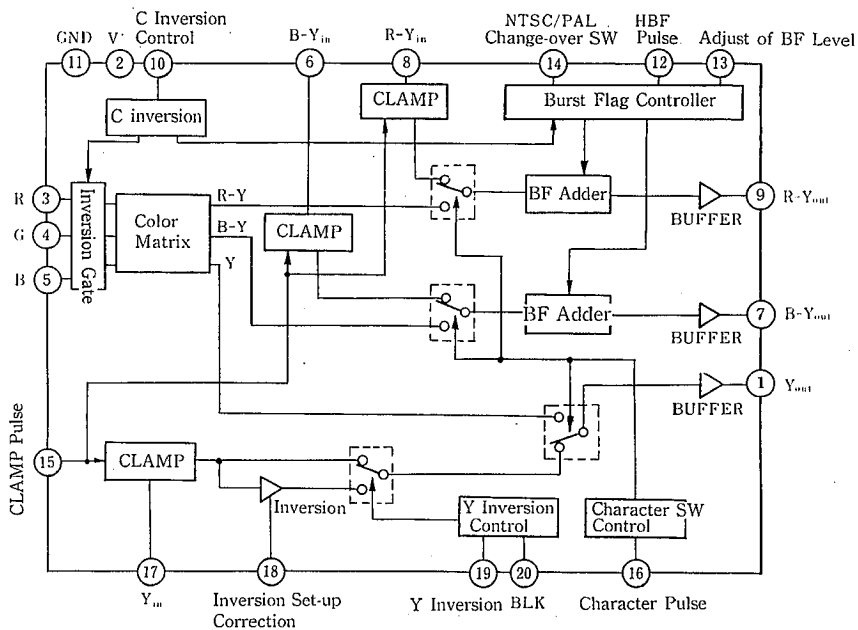 C Inversion
Control
GND V+
B-Yin
R-Yin
NTSC/PAL
Change-over SW
HBF
Pulse
Adjust of BF Level
11 2 10 6 8 14 12 13
C inversion
CLAMP
Burst Flag Controller
R 3
G 4
B 5
Inversion Gate
Color
Matrix
R-Y
B-Y
Y
CLAMP
BF Adder
BUFFER
9 R-Yout
BF Adder
BUFFER
7 B-Yout
BUFFER
1 Yout
CLAMP Pulse
15
CLAMP
Inversion
Y Inversion
Control
Character SW
Control
17 18 19 20 16
Yin
Inversion Set-up
Correction
Y Inversion BLK
Character Pulse